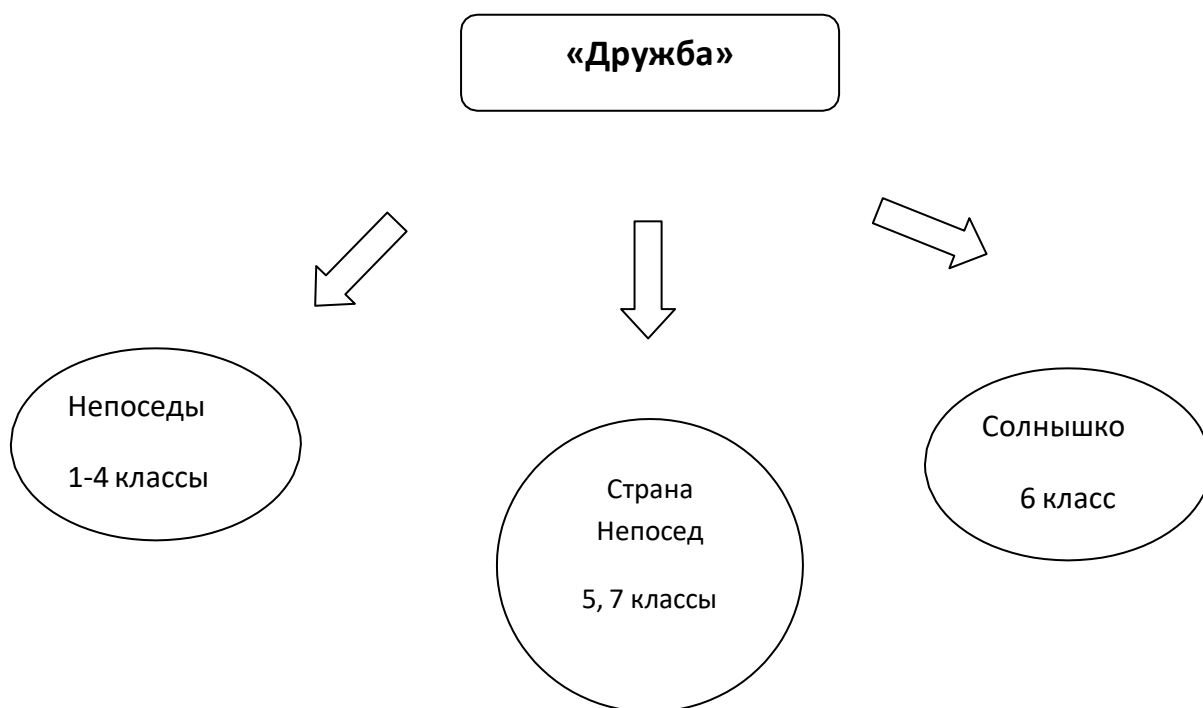 «Дружба»
Непоседы
1-4 классы
Страна
Непосед
5, 7 классы
Солнышко
6 класс